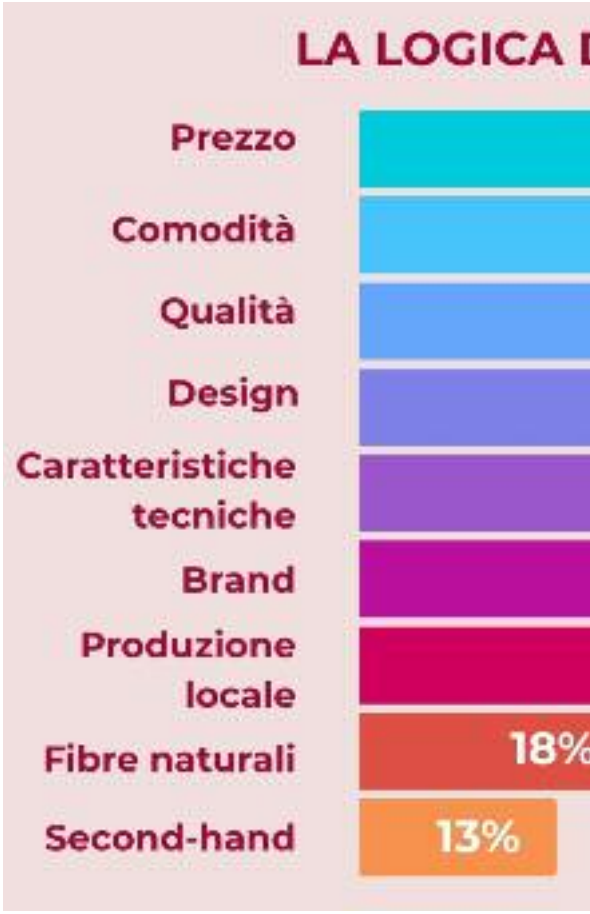 LA LOGICA D
Prezzo
Comodità
Qualità
Design
Caratteristiche
tecniche
Brand
Produzione
locale
Fibre naturali
18%
Second-hand
13%